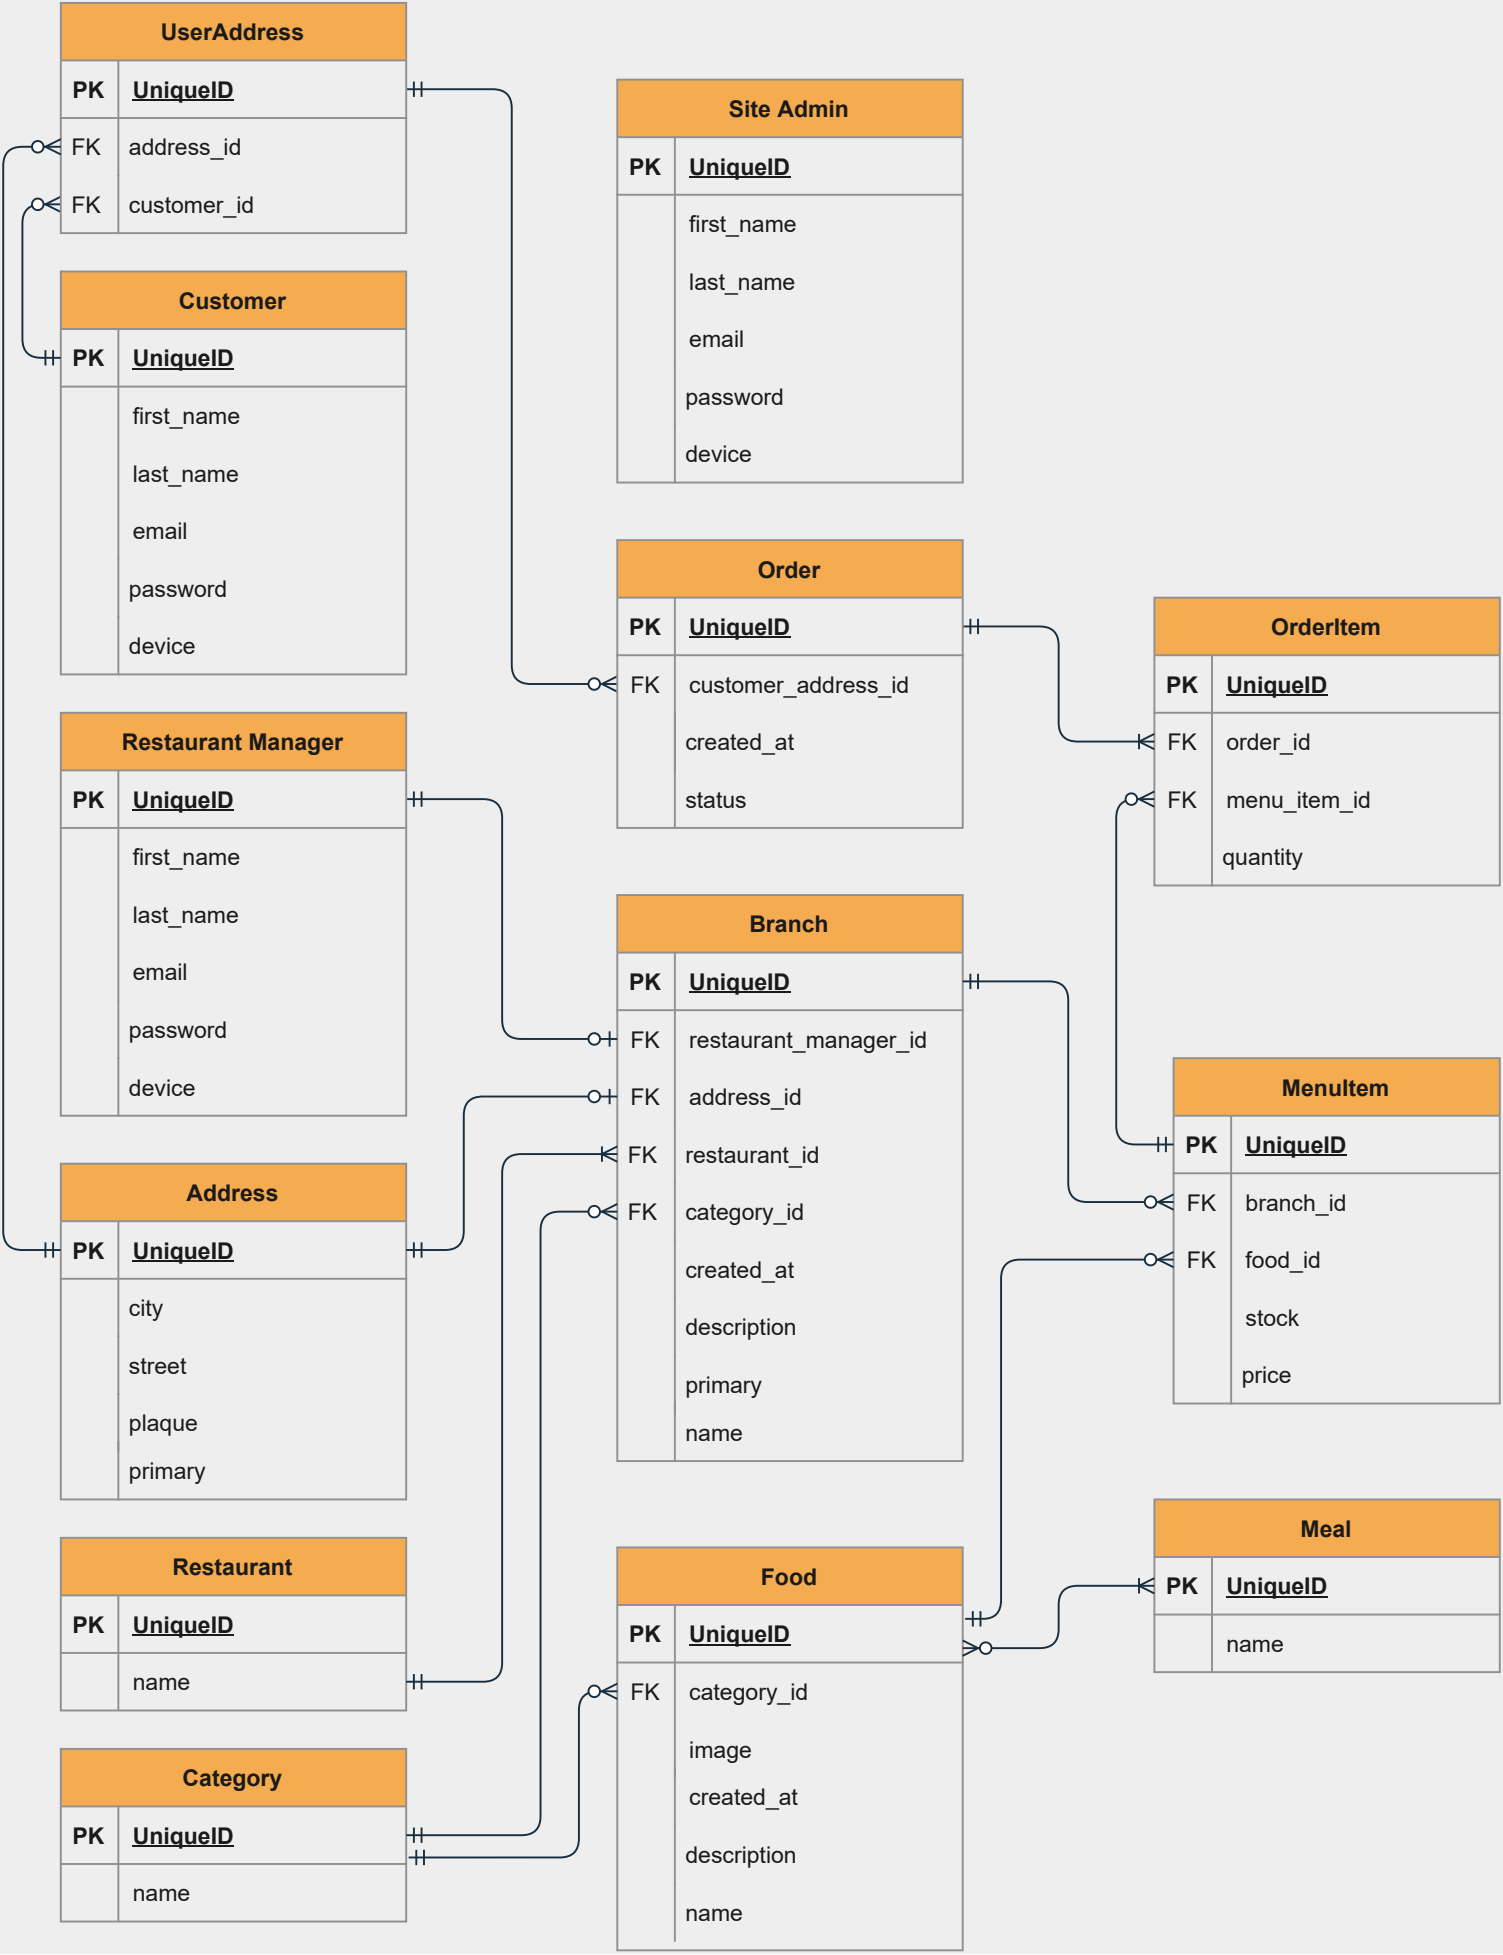 UserAddress
PK UniqueID
FK address_id
FK customer_id
Customer
PK UniqueID
first_name
last_name
email
password
device
Restaurant Manager
PK UniqueID
first_name
last_name
email
password
device
Address
PK UniqueID
city
street
plaque
primary
Restaurant
PK UniqueID
name
Category
PK UniqueID
name
Site Admin
PK UniqueID
first_name
last_name
email
password
device
Order
PK UniqueID
FK customer_address_id
created_at
status
Branch
PK UniqueID
FK restaurant_manager_id
FK address_id
FK restaurant_id
FK category_id
created_at
description
primary
name
Food
PK UniqueID
FK category_id
image
created_at
description
name
OrderItem
PK UniqueID
FK order_id
FK menu_item_id
quantity
MenuItem
PK UniqueID
FK branch_id
FK food_id
stock
price
Meal
PK UniqueID
name